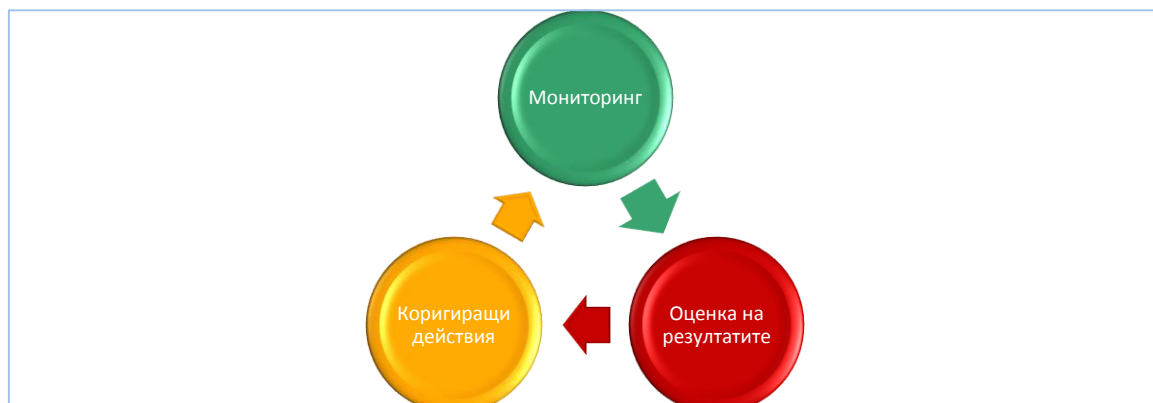 Мониторинг
Коригиращи
действия
Оценка на
резултатите